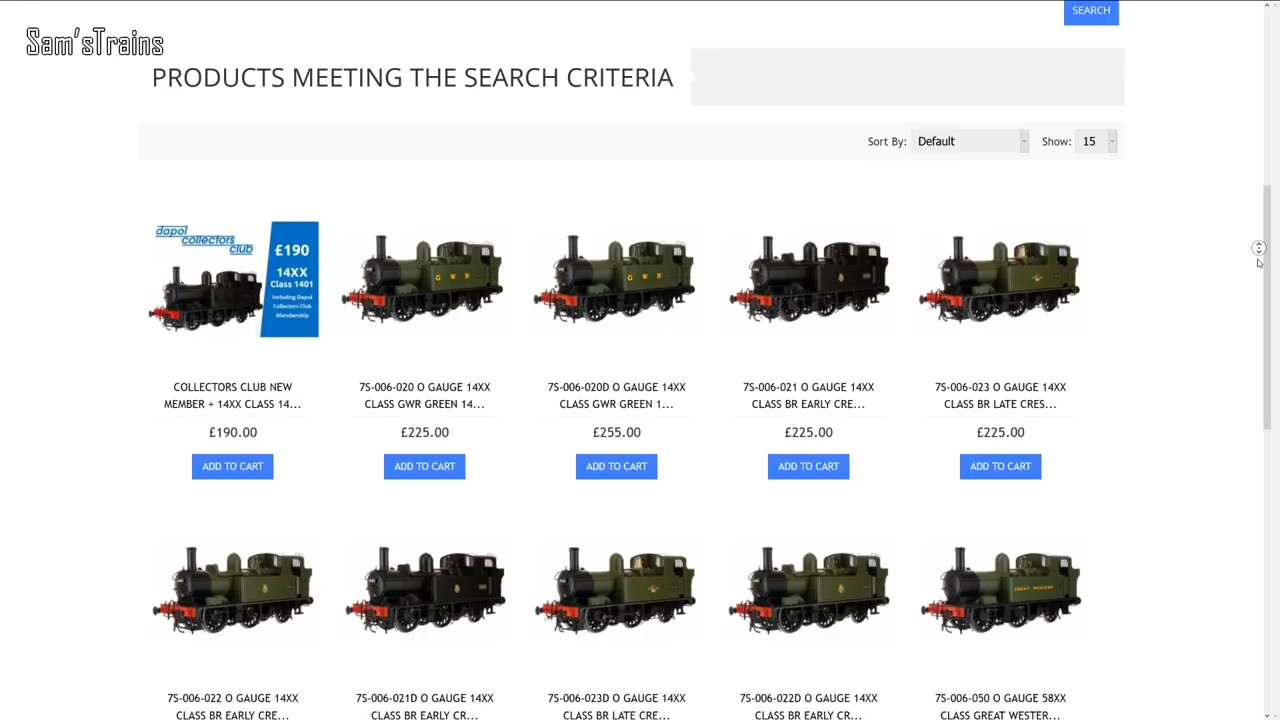 SEARCH
Sam'sTrains
PRODUCTS MEETING THE SEARCH CRITERIA
Sort By: Default Show: 15
dapol
collectors
club
£190
14XX
Class 1401
Including Dapol
Collectors Club
Membership
G W R
G W R
COLLECTORS CLUB NEW
MEMBER + 14XX CLASS 14...
£190.00
ADD TO CART
7S-006-020 O GAUGE 14XX
CLASS GWR GREEN 14...
£225.00
ADD TO CART
7S-006-020D O GAUGE 14XX
CLASS GWR GREEN 1...
£255.00
ADD TO CART
7S-006-021 O GAUGE 14XX
CLASS BR EARLY CRE...
£225.00
ADD TO CART
7S-006-023 O GAUGE 14XX
CLASS BR LATE CRES...
£225.00
ADD TO CART
GREAT WESTERN
7S-006-022 O GAUGE 14XX
CLASS BR EARLY CRE...
7S-006-021D O GAUGE 14XX
CLASS BR EARLY CR...
7S-006-023D O GAUGE 14XX
CLASS BR LATE CRE...
7S-006-022D O GAUGE 14XX
CLASS BR EARLY CR...
7S-006-050 O GAUGE 58XX
CLASS GREAT WESTER...